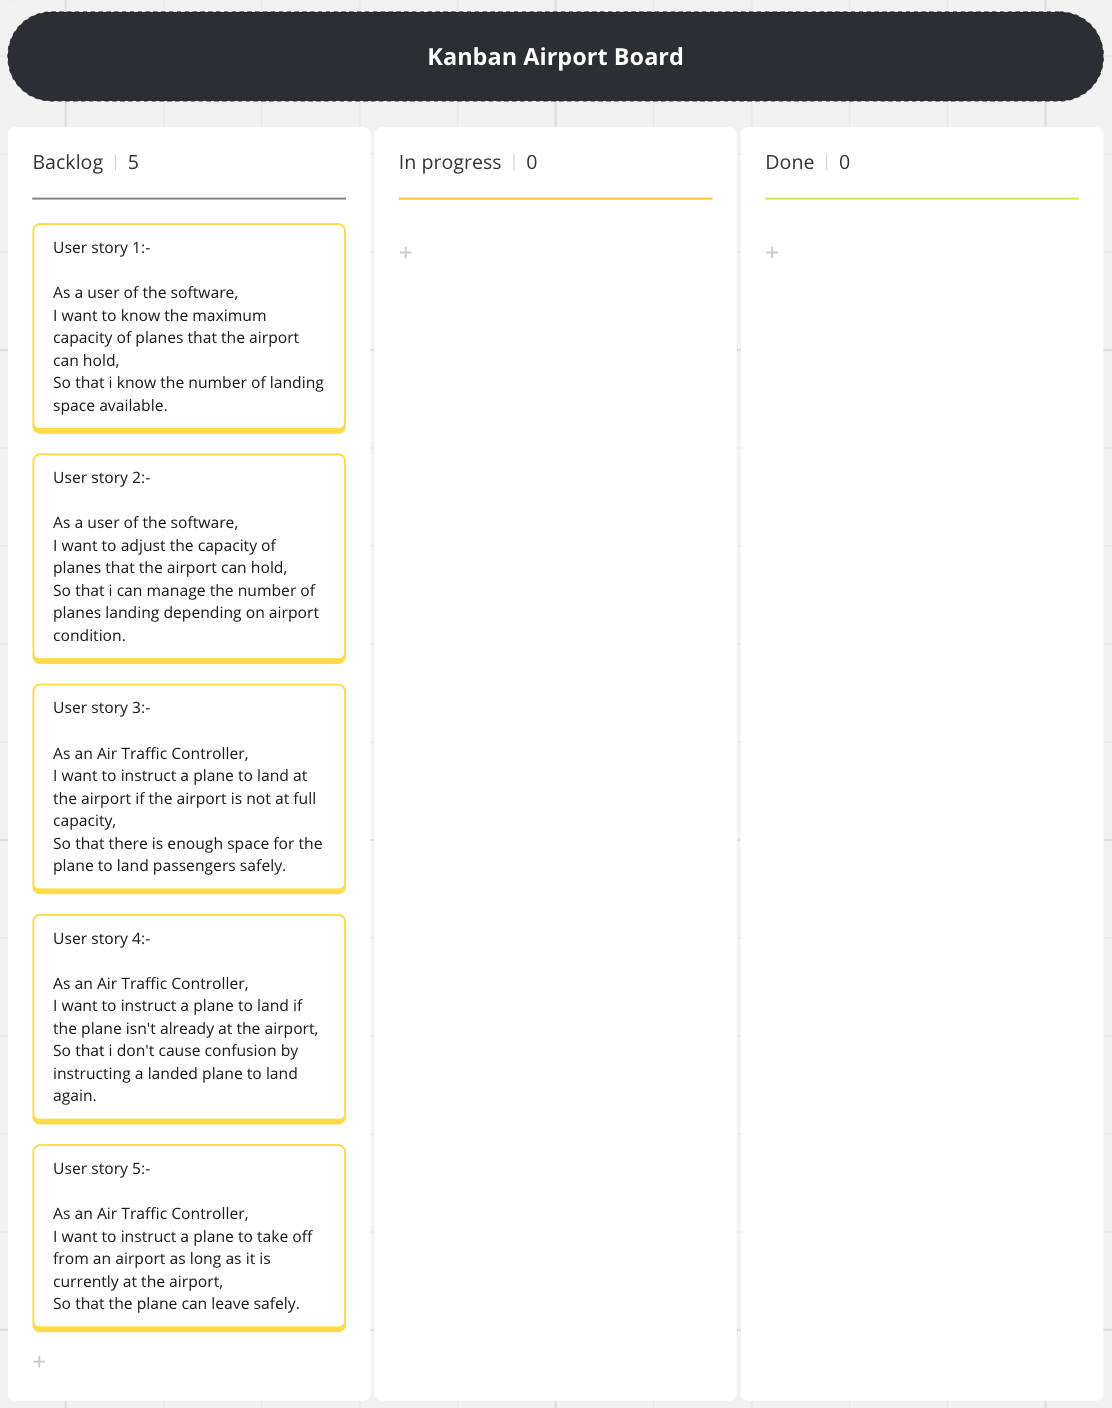 Kanban Airport Board
Backlog | 5
User story 1:-
As a user of the software,
I want to know the maximum
capacity of planes that the airport
can hold,
So that i know the number of landing
space available.
User story 2:-
As a user of the software,
I want to adjust the capacity of
planes that the airport can hold,
So that i can manage the number of
planes landing depending on airport
condition.
User story 3:-
As an Air Traffic Controller,
I want to instruct a plane to land at
the airport if the airport is not at full
capacity,
So that there is enough space for the
plane to land passengers safely.
User story 4:-
As an Air Traffic Controller,
I want to instruct a plane to land if
the plane isn't already at the airport,
So that i don't cause confusion by
instructing a landed plane to land
again.
User story 5:-
As an Air Traffic Controller,
I want to instruct a plane to take off
from an airport as long as it is
currently at the airport,
So that the plane can leave safely.
+
In progress | 0
+
Done | 0
+